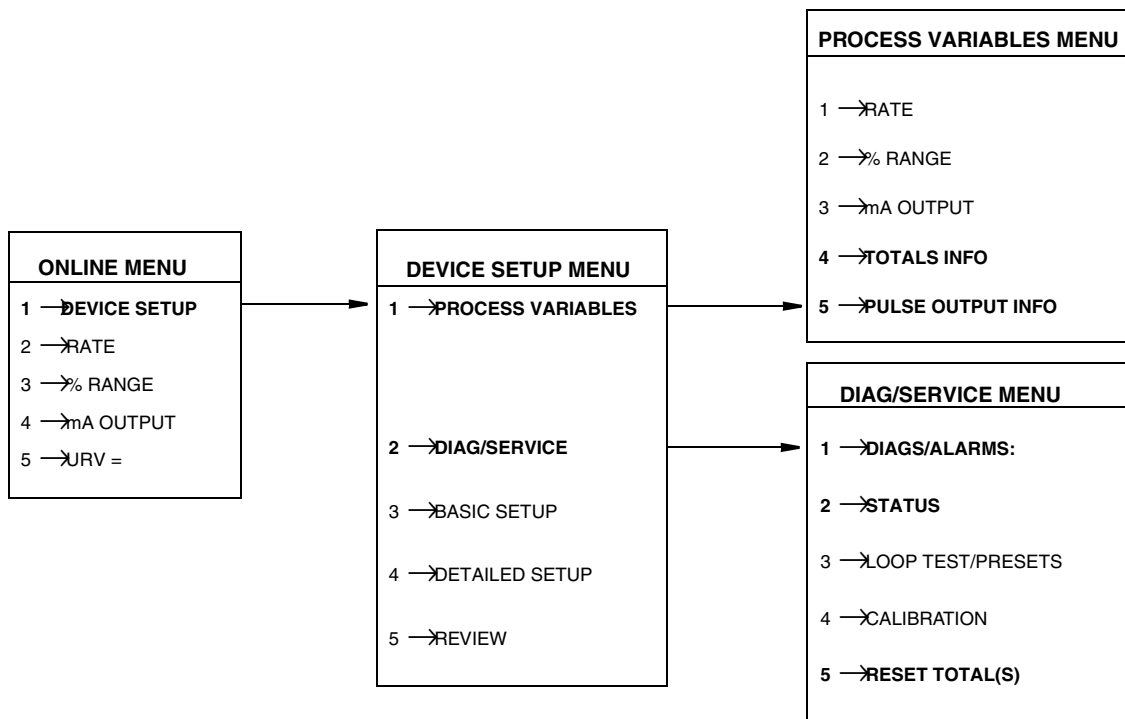 ONLINE MENU
1 → DEVICE SETUP
2 → RATE
3 → % RANGE
4 → mA OUTPUT
5 → URV =
DEVICE SETUP MENU
1 → PROCESS VARIABLES
2 → DIAG/SERVICE
3 → BASIC SETUP
4 → DETAILED SETUP
5 → REVIEW
PROCESS VARIABLES MENU
1 → RATE
2 → % RANGE
3 → mA OUTPUT
4 → TOTALS INFO
5 → PULSE OUTPUT INFO
DIAG/SERVICE MENU
1 → DIAGS/ALARMS:
2 → STATUS
3 → LOOP TEST/PRESETS
4 → CALIBRATION
5 → RESET TOTAL(S)